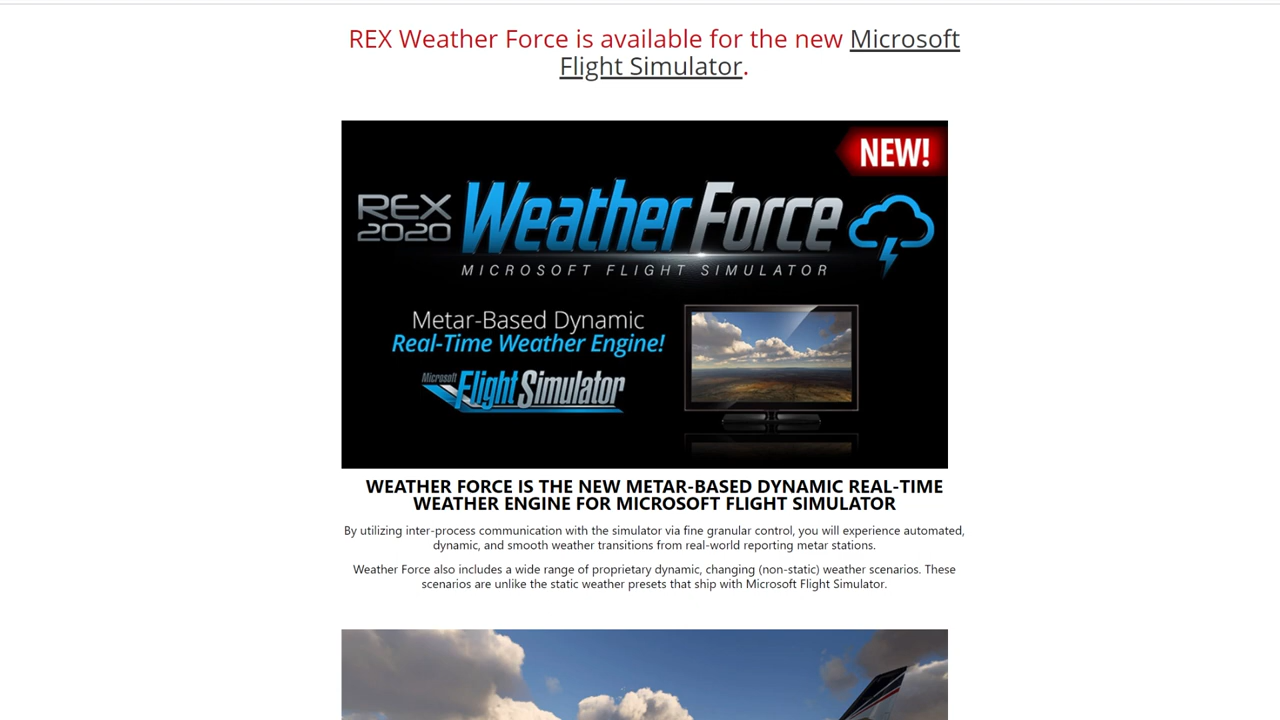 REX Weather Force is available for the new Microsoft
Flight Simulator.
NEW!
REX
2020
WeatherForce
MICROSOFT FLIGHT SIMULATOR
Metar-Based Dynamic
Real-Time Weather Engine!
Microsoft
FlightSimulator
WEATHER FORCE IS THE NEW METAR-BASED DYNAMIC REAL-TIME
WEATHER ENGINE FOR MICROSOFT FLIGHT SIMULATOR
By utilizing inter-process communication with the simulator via fine granular control, you will experience automated,
dynamic, and smooth weather transitions from real-world reporting metar stations.
Weather Force also includes a wide range of proprietary dynamic, changing (non-static) weather scenarios. These
scenarios are unlike the static weather presets that ship with Microsoft Flight Simulator.